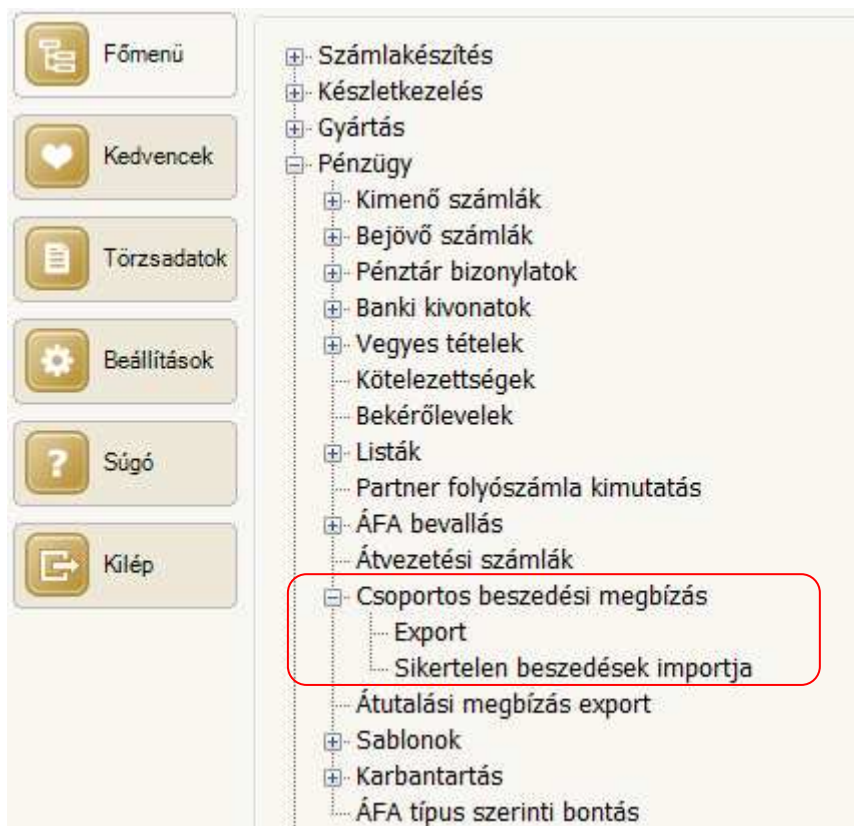 Főmenü
Kedvencek
Törzsadatok
Beállítások
Súgó
Kilép
Számlakészítés
Készletkezelés
Gyártás
Pénzügy
Kimenő számlák
Bejövő számlák
Pénztár bizonylatok
Banki kivonatok
Vegyes tételek
Kötelezettségek
Bekérőlevelek
Listák
Partner folyószámla kimutatás
ÁFA bevallás
Átvezetési számlák
Csoportos beszedési megbízás
Export
Sikertelen beszedések importja
Átutalási megbízás export
Sablonok
Karbantartás
ÁFA típus szerinti bontás